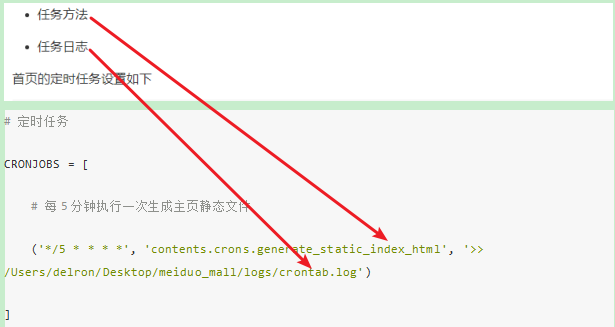 • 任务方法
• 任务日志
首页的定时任务设置如下
# 定时任务
CRONJOBS = [
# 每 5 分钟执行一次生成主页静态文件
('*/5 * * * *', 'contents.crons.generate_static_index_html', '>>
/Users/delron/Desktop/meiduo_mall/logs/crontab.log')
]